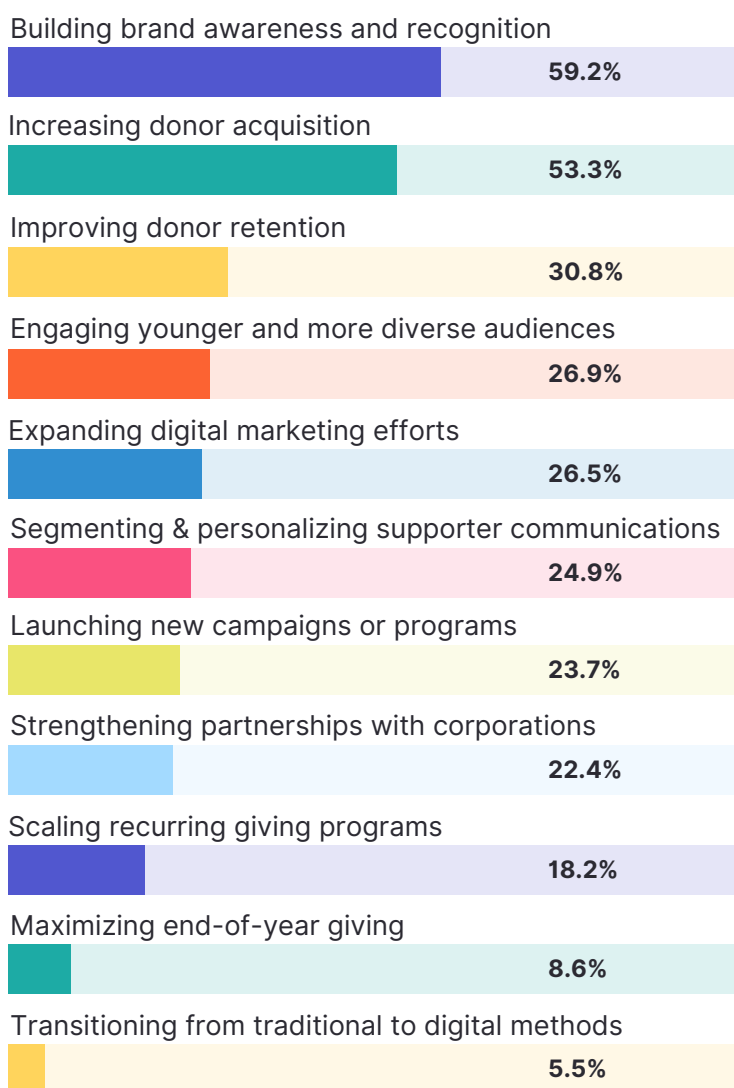 Building brand awareness and recognition
59.2%
Increasing donor acquisition
53.3%
Improving donor retention
30.8%
Engaging younger and more diverse audiences
26.9%
Expanding digital marketing efforts
26.5%
Segmenting & personalizing supporter communications
24.9%
Launching new campaigns or programs
23.7%
Strengthening partnerships with corporations
22.4%
Scaling recurring giving programs
18.2%
Maximizing end-of-year giving
8.6%
Transitioning from traditional to digital methods
5.5%